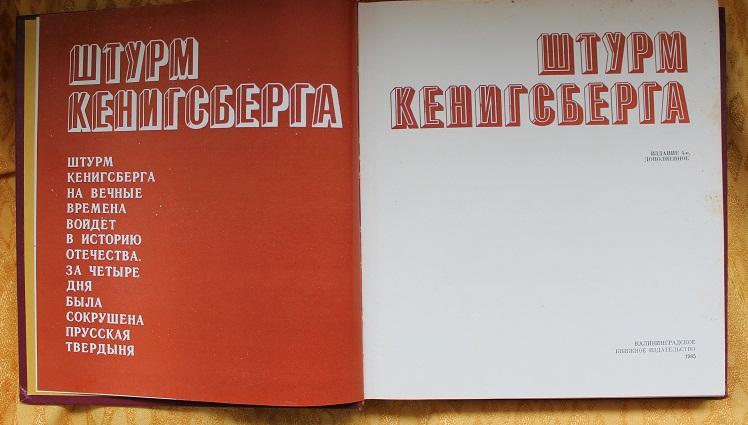 ШТУРМ
КЕНИГСБЕРГА
ШТУРМ
КЕНИГСБЕРГА
НА ВЕЧНЫЕ
ВРЕМЕНА
ВОЙДЕТ
В ИСТОРИЮ
ОТЕЧЕСТВА.
ЗА ЧЕТЫРЕ
ДНЯ
БЫЛА
СОКРУШЕНА
ПРУССКАЯ
ТВЕРДЫНЯ
ШТУРМ
КЕНИГСБЕРГА
ИЗДАНИЕ 4-е,
ДОПОЛНЕННОЕ
КАЛИНИНГРАДСКОЕ
КНИЖНОЕ ИЗДАТЕЛЬСТВО
1985